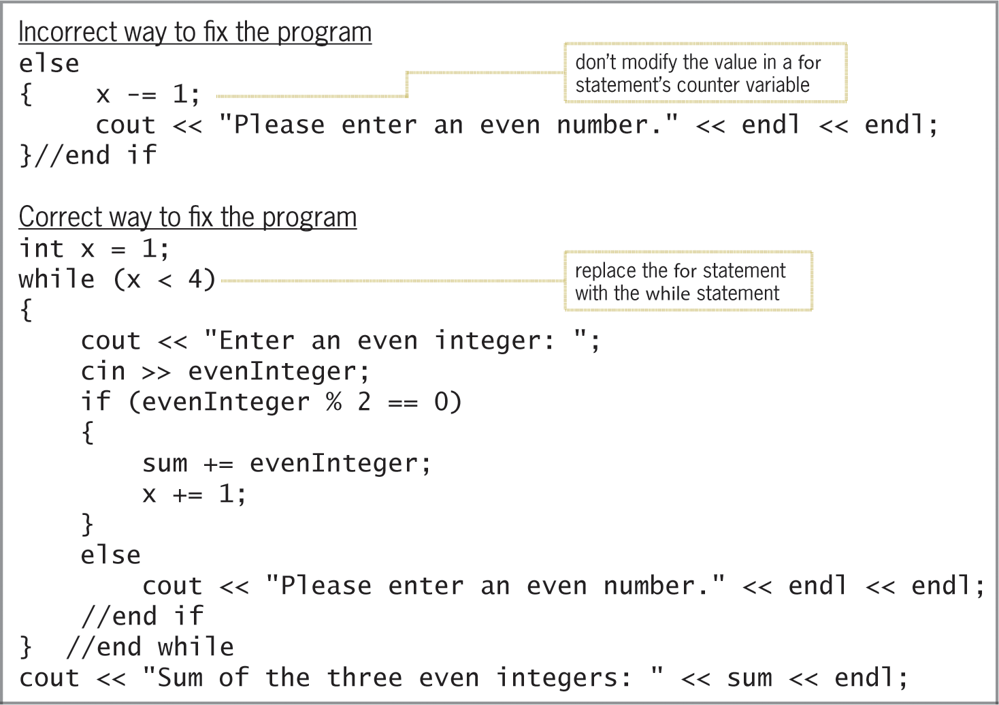 Incorrect way to fix the program
else
{    x -= 1;
don't modify the value in a for
statement's counter variable
     cout << "Please enter an even number." << endl << endl;
}//end if
Correct way to fix the program
int x = 1;
while (x < 4)
replace the for statement
with the while statement
{
    cout << "Enter an even integer: ";
    cin >> evenInteger;
    if (evenInteger % 2 == 0)
    {
        sum += evenInteger;
        x += 1;
    }
    else
        cout << "Please enter an even number." << endl << endl;
    //end if
}  //end while
cout << "Sum of the three even integers: " << sum << endl;